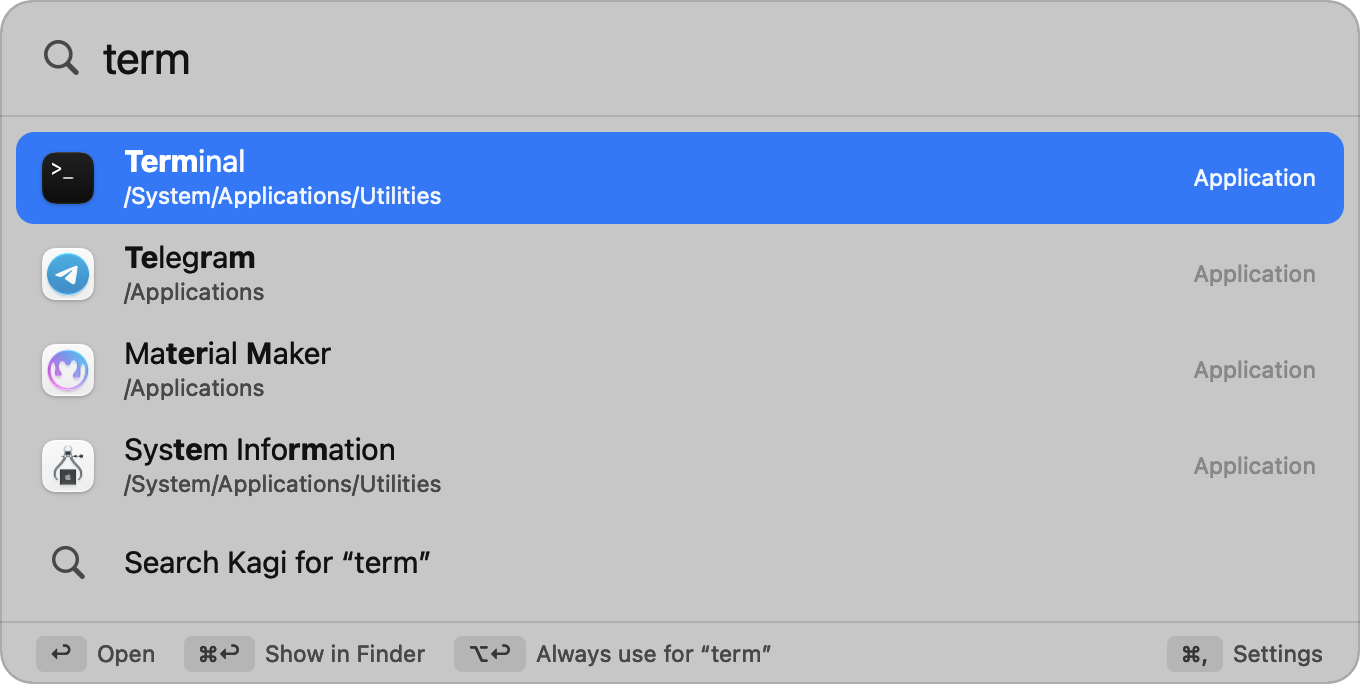 term
Terminal
/System/Applications/Utilities
Application
Telegram
/Applications
Application
Material Maker
/Applications
Application
System Information
/System/Applications/Utilities
Application
Search Kagi for “term”
↩ Open ⌘↩ Show in Finder ⌥↩ Always use for “term” ⌘, Settings